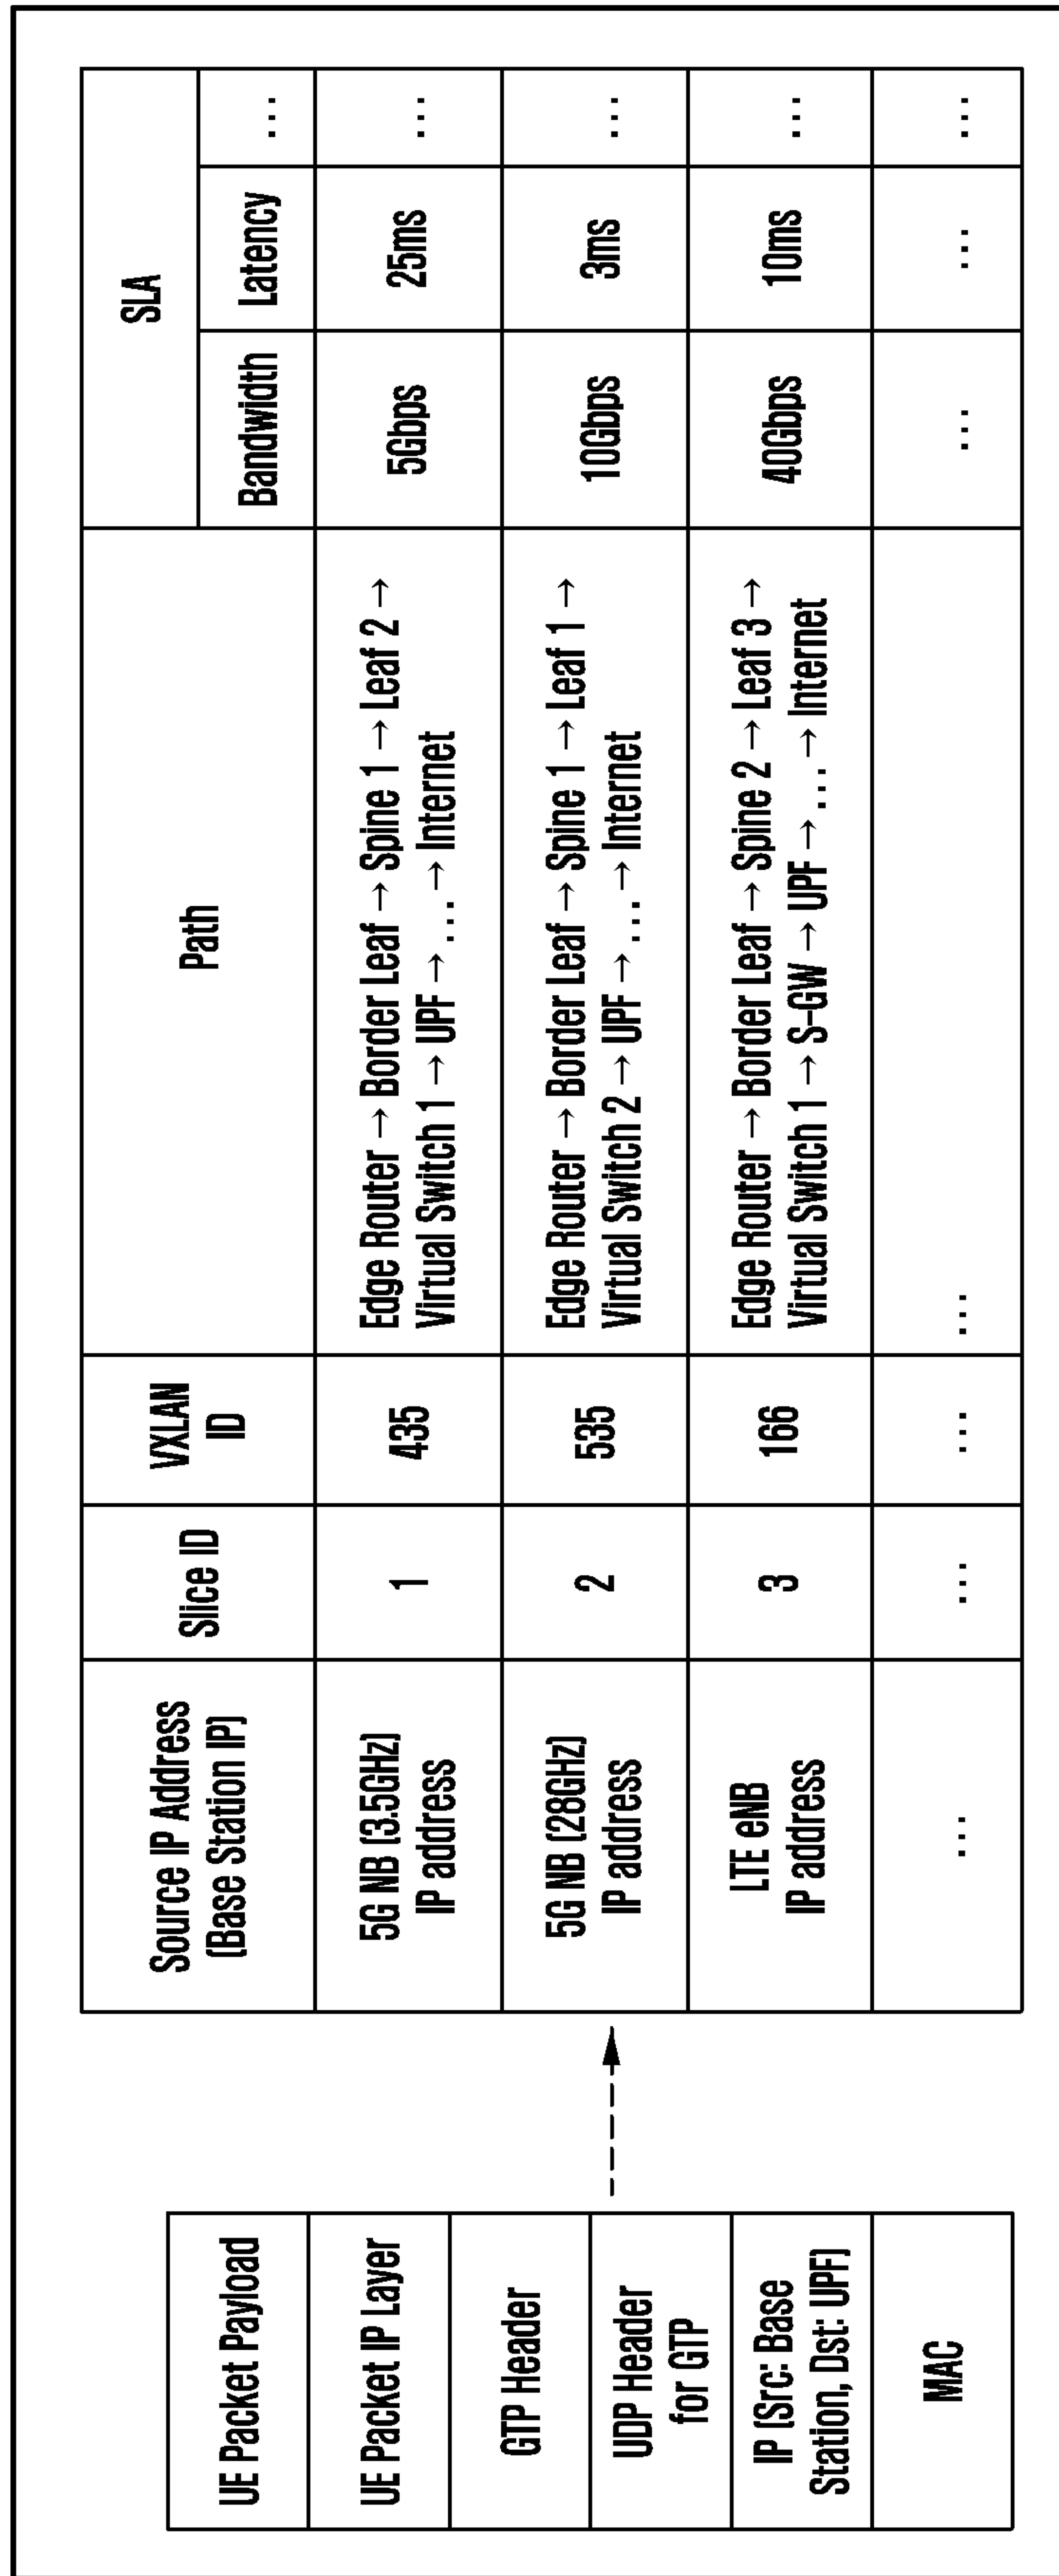 UE Packet Payload
UE Packet IP Layer
GTP Header
UDP Header
for GTP
IP (Src: Base
Station, Dst: UPF)
MAC
Source IP Address
(Base Station IP)
Slice ID
VXLAN
ID
Path
SLA
Bandwidth
Latency
...
5G NB (3.5GHz)
IP address
1
435
Edge Router → Border Leaf → Spine 1 → Leaf 2 →
Virtual Switch 1 → UPF → ... → Internet
5Gbps
25ms
...
5G NB (28GHz)
IP address
2
535
Edge Router → Border Leaf → Spine 1 → Leaf 1 →
Virtual Switch 2 → UPF → ... → Internet
10Gbps
3ms
...
LTE eNB
IP address
3
166
Edge Router → Border Leaf → Spine 2 → Leaf 3 →
Virtual Switch 1 → S-GW → UPF → ... → Internet
40Gbps
10ms
...
...
...
...
...
...
...
...